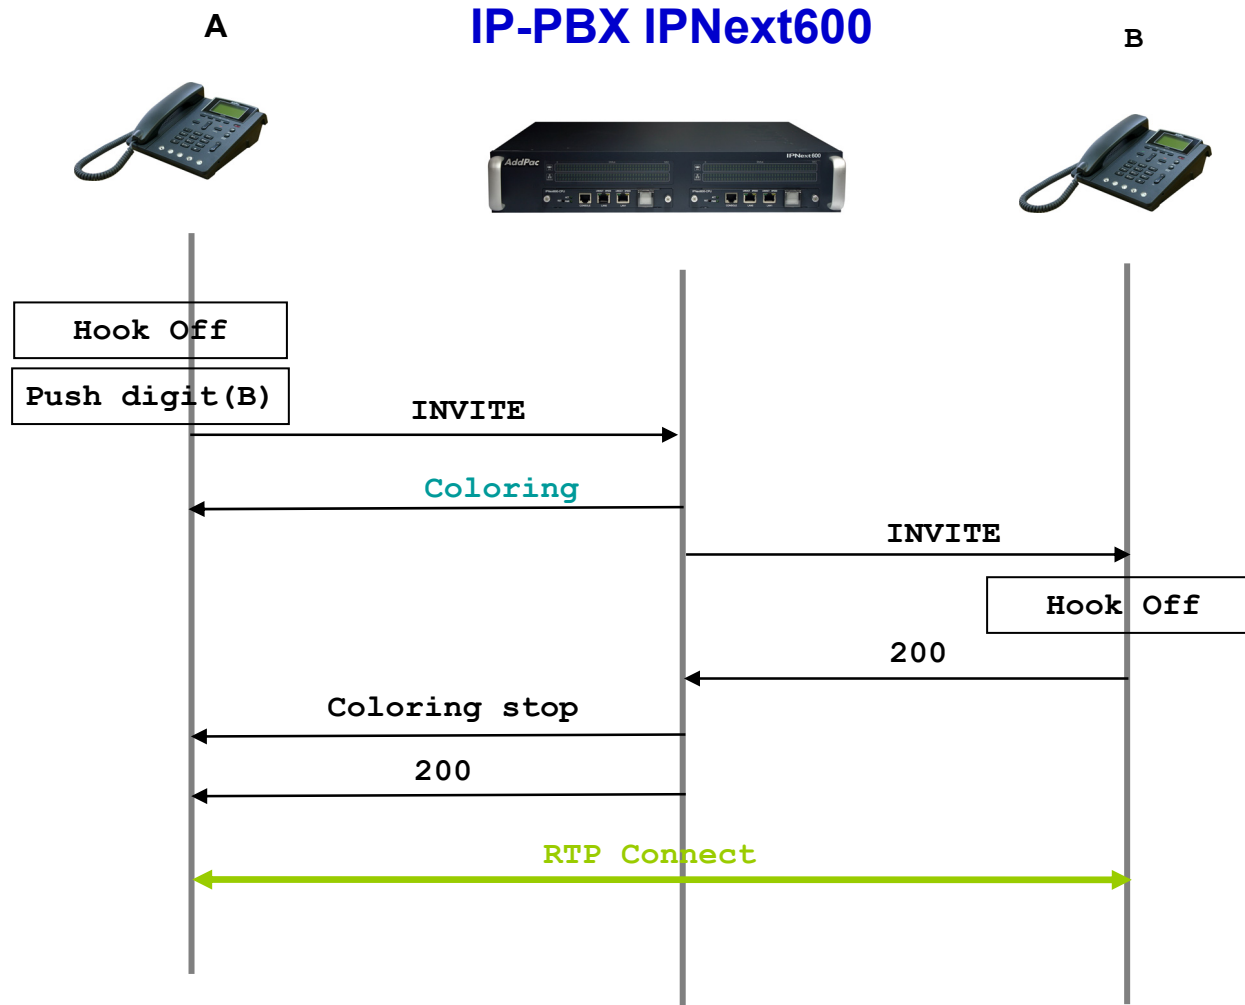 A
IP-PBX IPNext600
B
AddPac
IPNext600
Hook Off
Push digit(B)
INVITE
Coloring
INVITE
Hook Off
200
Coloring stop
200
RTP Connect